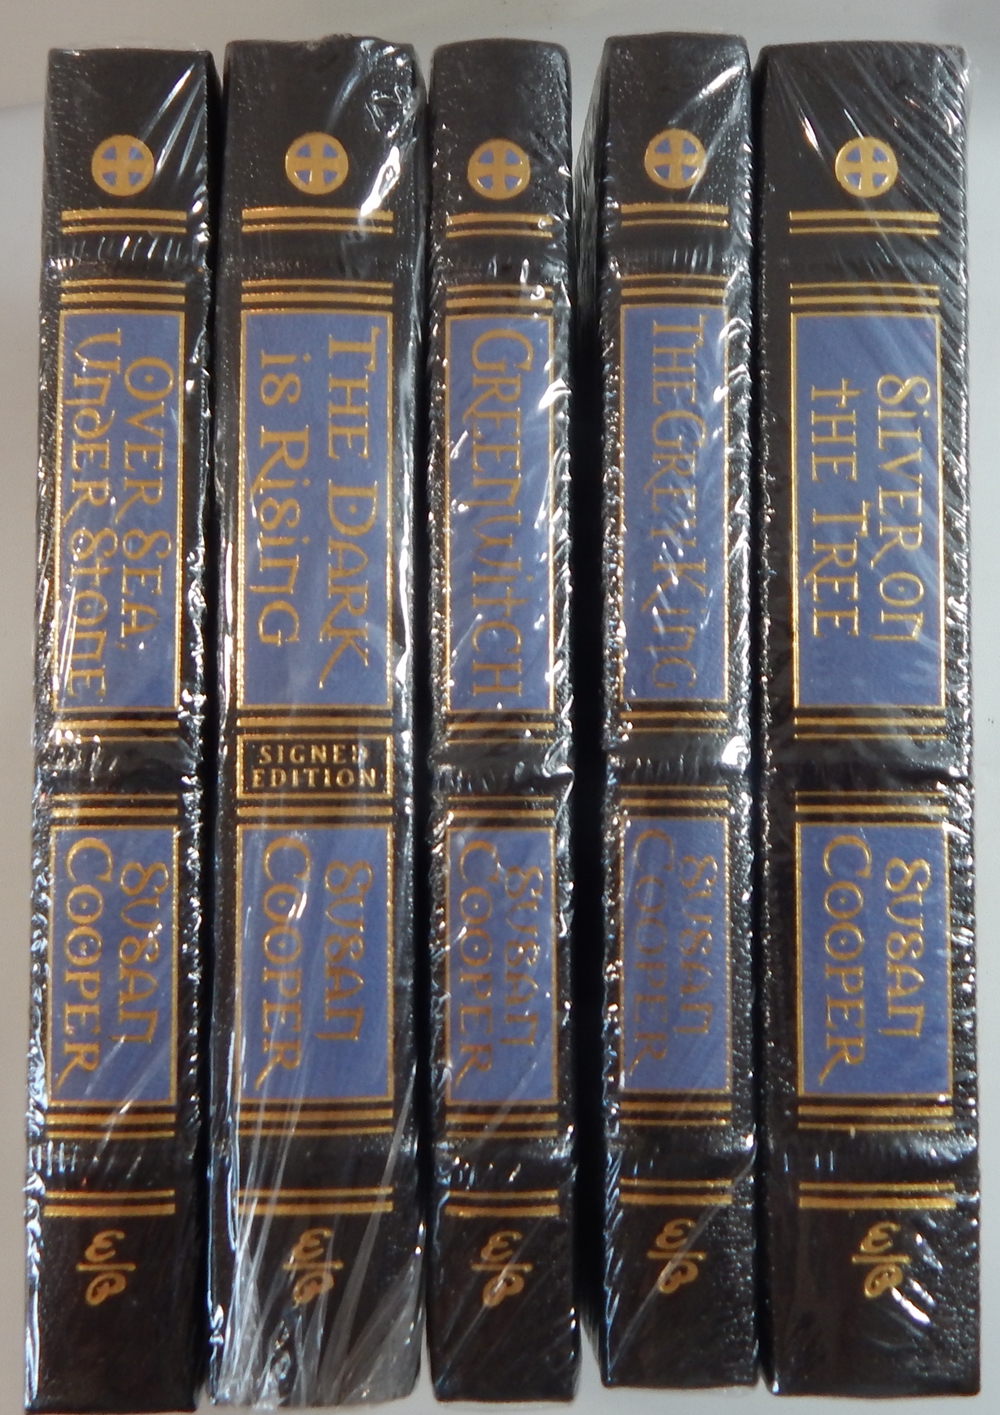 OVER SEA
UNDER STONE
SUSAN
COOPER
THE DARK
IS RISING
SIGNED
EDITION
SUSAN
COOPER
GREENWITCH
SUSAN
COOPER
THE GREY KING
SUSAN
COOPER
SILVER ON
THE TREE
SUSAN
COOPER